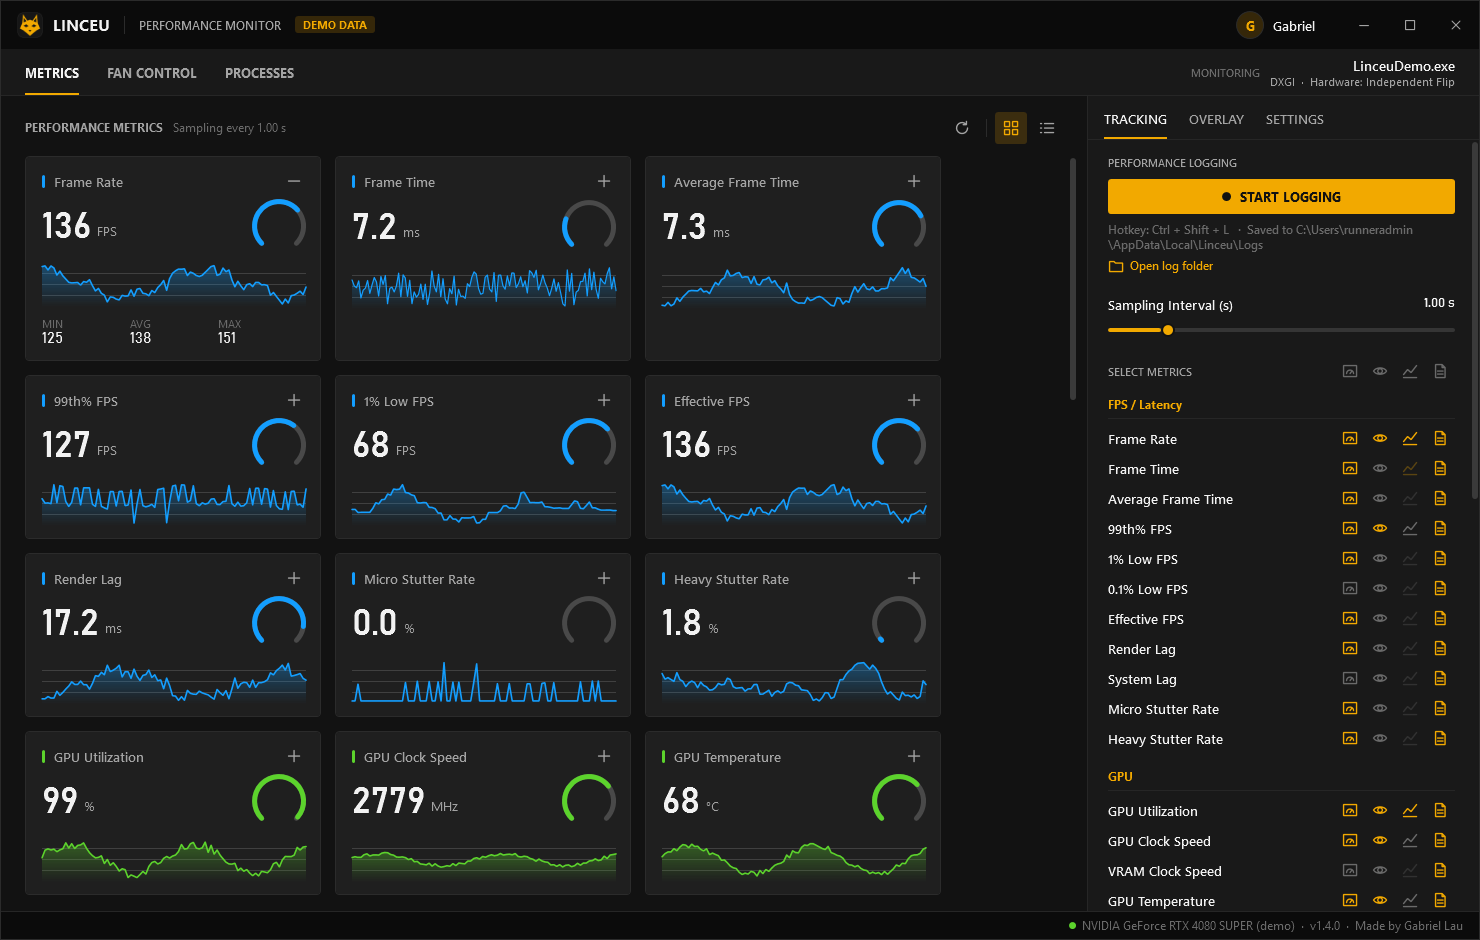 LINCEU
PERFORMANCE MONITOR
DEMO DATA
G
Gabriel
METRICS
FAN CONTROL
PROCESSES
MONITORING
LinceuDemo.exe
DXGI · Hardware: Independent Flip
PERFORMANCE METRICS
Sampling every 1.00 s
Frame Rate
136 FPS
MIN
125
AVG
138
MAX
151
Frame Time
7.2 ms
Average Frame Time
7.3 ms
99th% FPS
127 FPS
1% Low FPS
68 FPS
Effective FPS
136 FPS
Render Lag
17.2 ms
Micro Stutter Rate
0.0 %
Heavy Stutter Rate
1.8 %
GPU Utilization
99 %
GPU Clock Speed
2779 MHz
GPU Temperature
68 °C
TRACKING
OVERLAY
SETTINGS
PERFORMANCE LOGGING
START LOGGING
Hotkey: Ctrl + Shift + L · Saved to C:\Users\runneradmin
\AppData\Local\Linceu\Logs
Open log folder
Sampling Interval (s)
1.00 s
SELECT METRICS
FPS / Latency
Frame Rate
Frame Time
Average Frame Time
99th% FPS
1% Low FPS
0.1% Low FPS
Effective FPS
Render Lag
System Lag
Micro Stutter Rate
Heavy Stutter Rate
GPU
GPU Utilization
GPU Clock Speed
VRAM Clock Speed
GPU Temperature
NVIDIA GeForce RTX 4080 SUPER (demo) · v1.4.0 · Made by Gabriel Lau